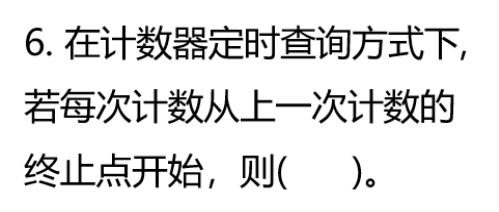 6. 在计数器定时查询方式下,
若每次计数从上一次计数的
终止点开始，则(      )。